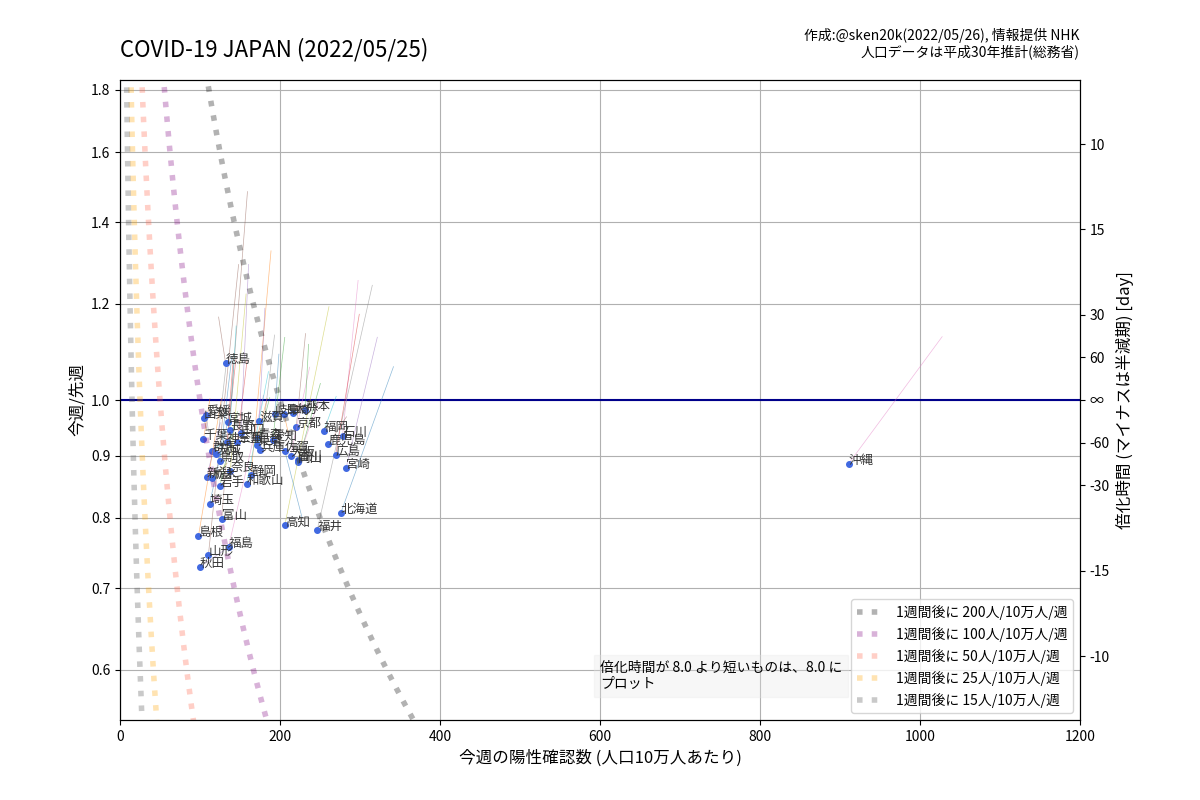 COVID-19 JAPAN (2022/05/25)
作成:@sken20k(2022/05/26), 情報提供 NHK
人口データは平成30年推計(総務省)
今週/先週
1.8
1.6
1.4
1.2
1.0
0.9
0.8
0.7
0.6
10
15
30
60
∞
-60
-30
-15
-10
倍化時間 (マイナスは半減期) [day]
徳島
熊本
宮城
滋賀
京都
福岡
石川
千葉
鹿児島
広島
沖縄
鳥取
奈良
静岡
宮崎
岩手
和歌山
埼玉
北海道
富山
高知
福井
島根
福島
山形
秋田
倍化時間が 8.0 より短いものは、8.0 に
プロット
1週間後に 200人/10万人/週
1週間後に 100人/10万人/週
1週間後に 50人/10万人/週
1週間後に 25人/10万人/週
1週間後に 15人/10万人/週
0
200
400
600
800
1000
1200
今週の陽性確認数 (人口10万人あたり)